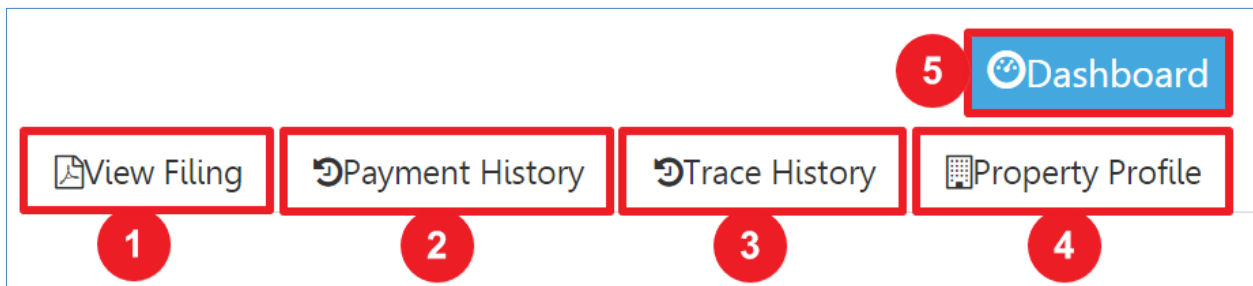 5 Dashboard
View Filing Payment History Trace History Property Profile
1 2 3 4